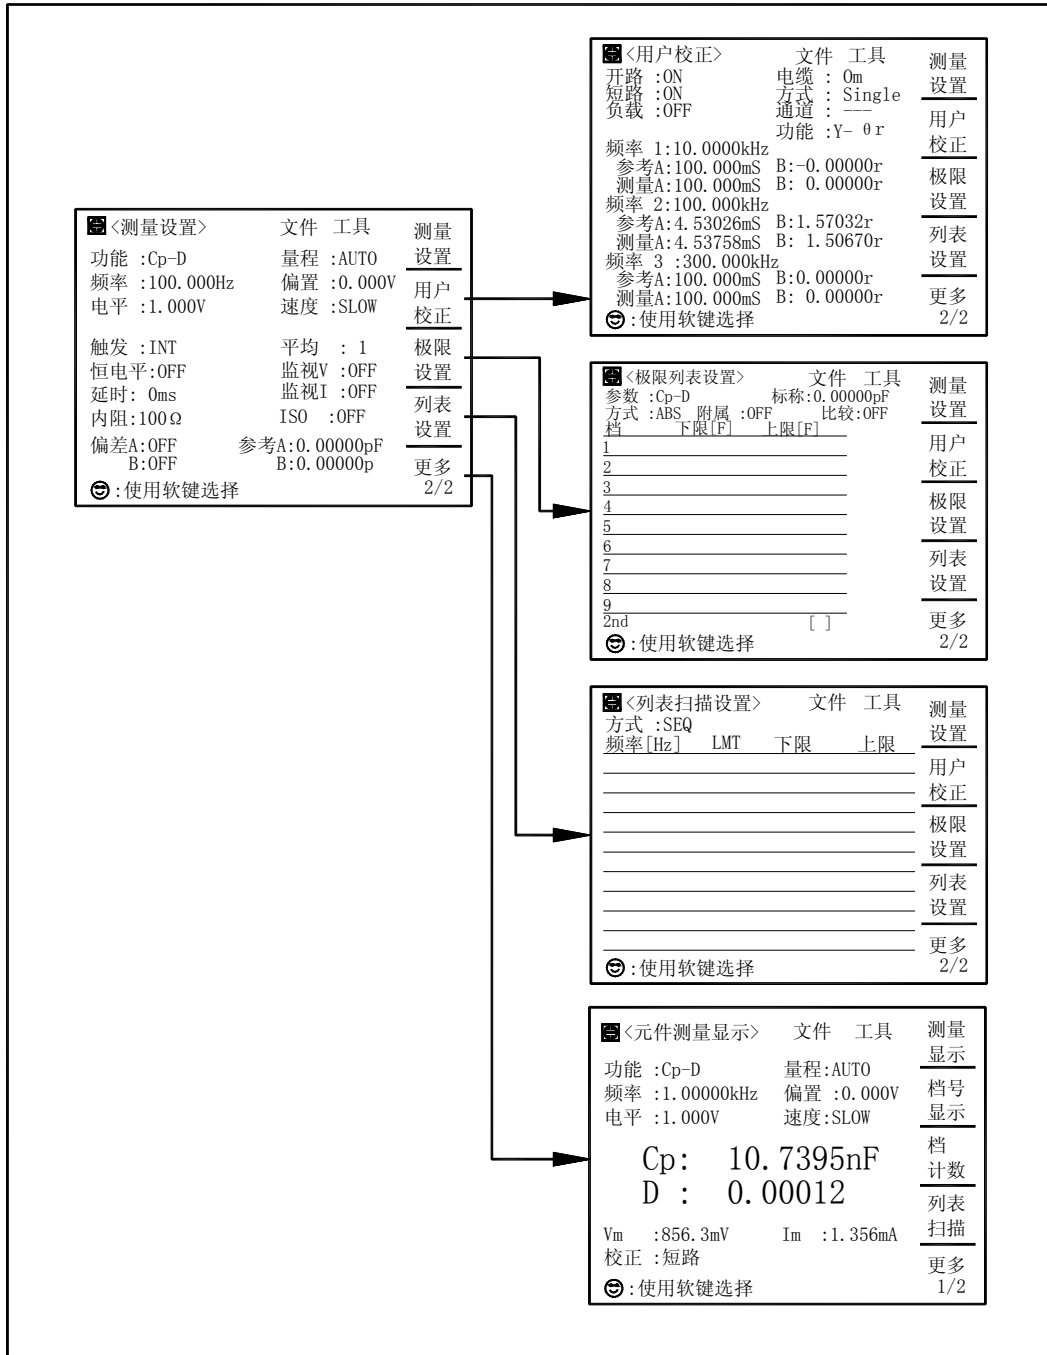 <测量设置> 文件 工具
功能 :Cp-D 量程 :AUTO
频率 :100.000Hz 偏置 :0.000V
电平 :1.000V 速度 :SLOW
触发 :INT 平均 : 1
恒电平:OFF 监视V :OFF
延时: 0ms 监视I :OFF
内阻:100Ω ISO :OFF
偏差A:OFF 参考A:0.00000pF
B:OFF B:0.00000p
:使用软键选择
测量
设置
用户
校正
极限
设置
列表
设置
更多
2/2
<用户校正> 文件 工具
开路 :ON 电缆 : 0m
短路 :ON 方式 : Single
负载 :OFF 通道 : ---
功能 :Y- θr
频率 1:10.0000kHz
参考A:100.000mS B:-0.00000r
测量A:100.000mS B: 0.00000r
频率 2:100.000kHz
参考A:4.53026mS B:1.57032r
测量A:4.53758mS B: 1.50670r
频率 3 :300.000kHz
参考A:100.000mS B:0.00000r
测量A:100.000mS B: 0.00000r
:使用软键选择
测量
设置
用户
校正
极限
设置
列表
设置
更多
2/2
<极限列表设置> 文件 工具
参数 :Cp-D 标称:0.00000pF
方式 :ABS 附属 :OFF 比较:OFF
档 下限[F] 上限[F]
1
2
3
4
5
6
7
8
9
2nd [ ]
:使用软键选择
测量
设置
用户
校正
极限
设置
列表
设置
更多
2/2
<列表扫描设置> 文件 工具
方式 :SEQ
频率[Hz] LMT 下限 上限
:使用软键选择
测量
设置
用户
校正
极限
设置
列表
设置
更多
2/2
<元件测量显示> 文件 工具
功能 :Cp-D 量程:AUTO
频率 :1.00000kHz 偏置 :0.000V
电平 :1.000V 速度:SLOW
Cp: 10.7395nF
D : 0.00012
Vm :856.3mV Im :1.356mA
校正 :短路
:使用软键选择
测量
显示
档号
显示
档
计数
列表
扫描
更多
1/2